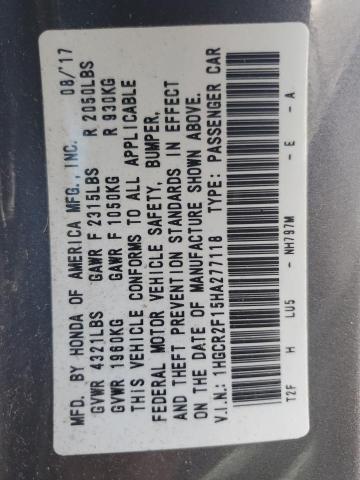 MFD. BY HONDA OF AMERICA MFG., INC. 08/17
GVWR 4321LBS GAWR F 2315LBS R 2050LBS
GVWR 1960KG GAWR F 1050KG R 930KG
THIS VEHICLE CONFORMS TO ALL APPLICABLE
FEDERAL MOTOR VEHICLE SAFETY, BUMPER,
AND THEFT PREVENTION STANDARDS IN EFFECT
ON THE DATE OF MANUFACTURE SHOWN ABOVE.
V.I.N.: 1HGCR2F15HA277118 TYPE: PASSENGER CAR
T2F H LU5 - NH797M - E - A